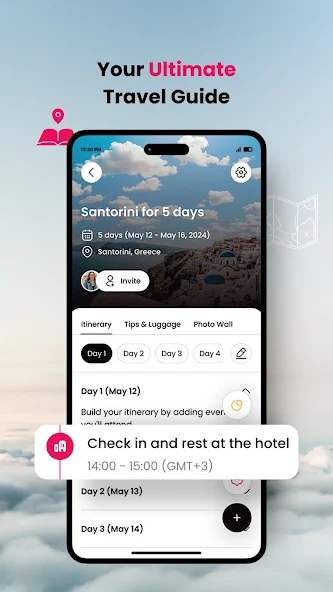 Your Ultimate
Travel Guide
12:30 PM
Santorini for 5 days
5 days (May 12 - May 16, 2024)
Santorini, Greece
Invite
Itinerary Tips & Luggage Photo Wall
Day 1 Day 2 Day 3 Day 4
Day 1 (May 12)
Build your itinerary by adding
you'll attend
Check in and rest at the hotel
14:00 - 15:00 (GMT+3)
Day 2 (May 13)
Day 3 (May 14)